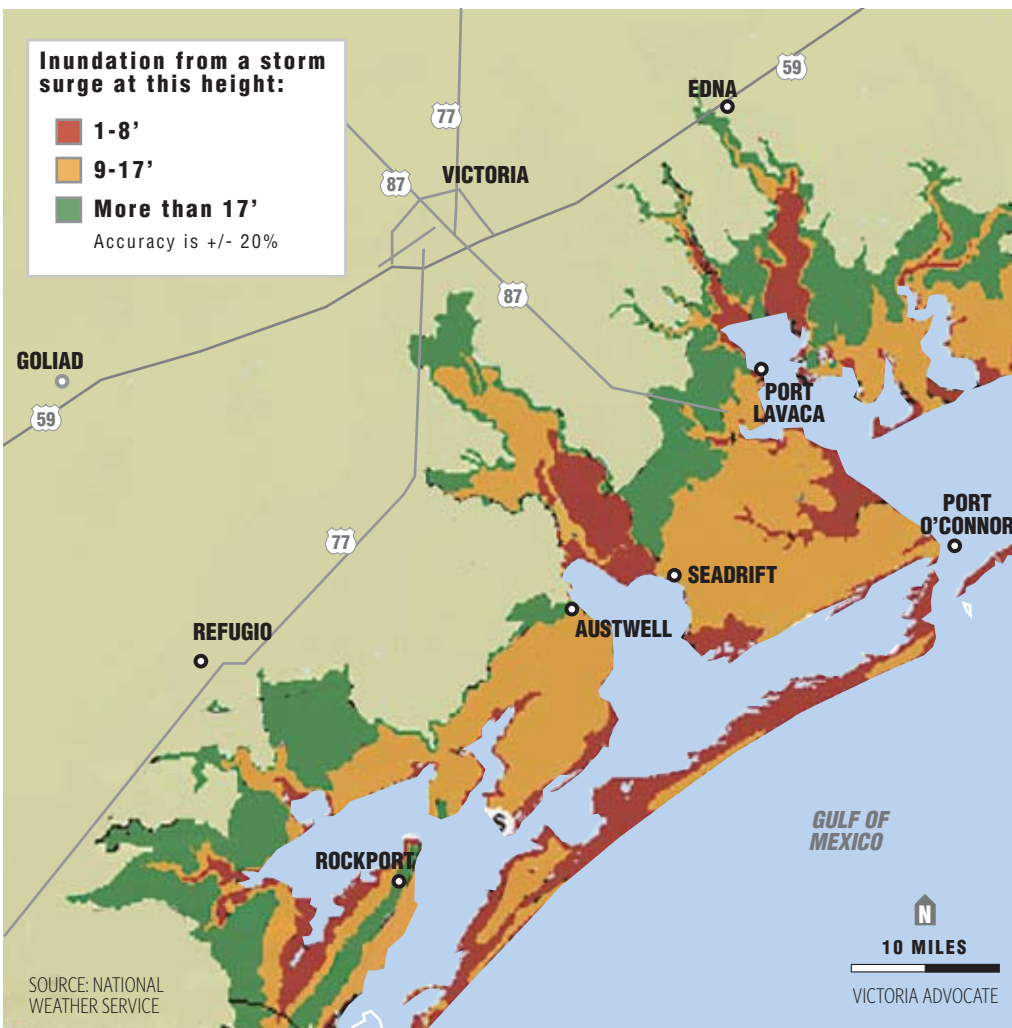 Inundation from a storm
surge at this height:
1-8’
9-17’
More than 17’
Accuracy is +/- 20%
59
EDNA
77
VICTORIA
87
87
GOLIAD
59
PORT
LAVACA
PORT
O’CONNOR
77
SEADRIFT
AUSTWELL
REFUGIO
S
GULF OF
MEXICO
ROCKPORT
N
10 MILES
SOURCE: NATIONAL
WEATHER SERVICE
VICTORIA ADVOCATE